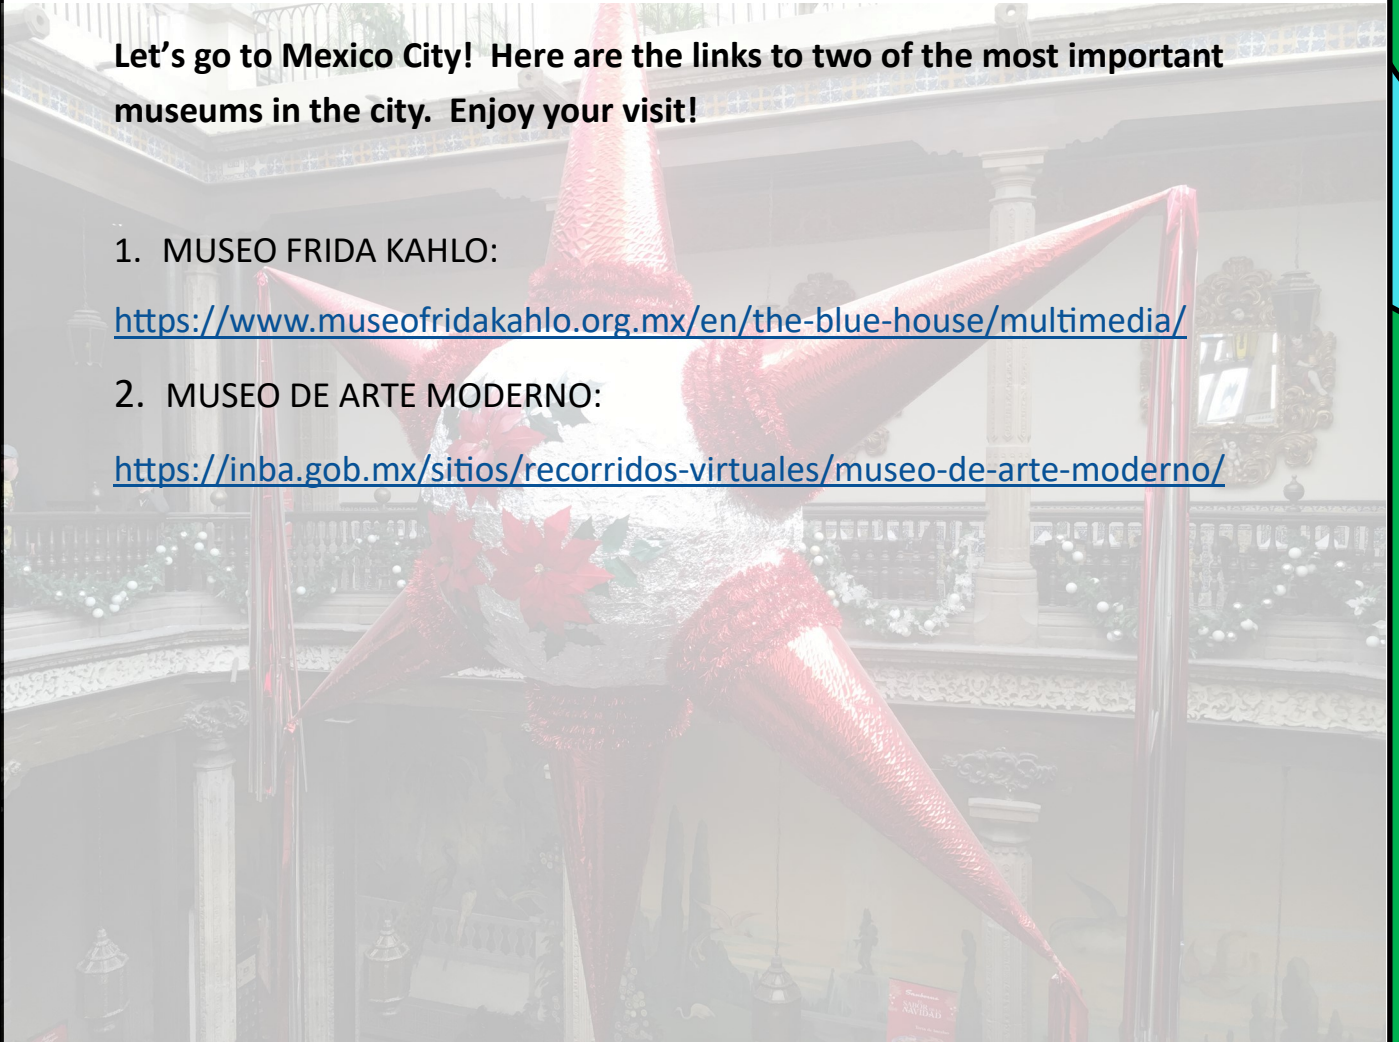 Let’s go to Mexico City!  Here are the links to two of the most important
museums in the city.  Enjoy your visit!
1. MUSEO FRIDA KAHLO:
https://www.museofridakahlo.org.mx/en/the-blue-house/multimedia/
2. MUSEO DE ARTE MODERNO:
https://inba.gob.mx/sitios/recorridos-virtuales/museo-de-arte-moderno/
NAVIDAD